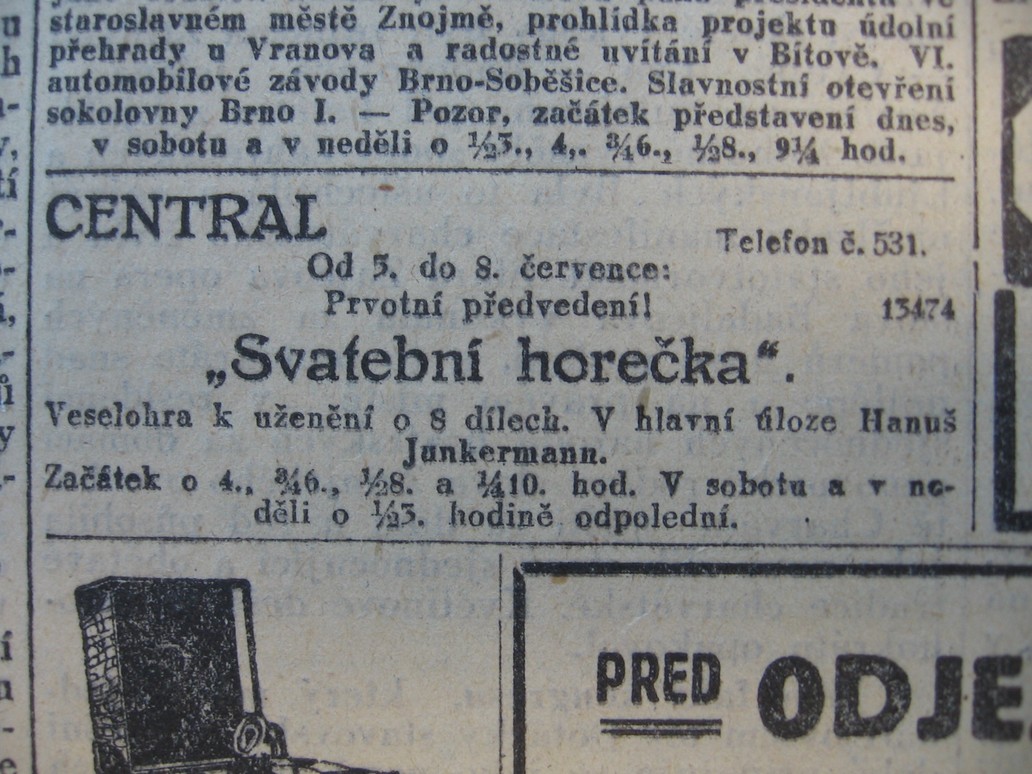 staroslavném městě Znojmě, prohlídka projektu údolní
přehrady u Vranova a radostné uvítání v Bítově. VI.
automobilové závody Brno-Soběšice. Slavnostní otevření
sokolovny Brno I. — Pozor, začátek představení dnes,
v sobotu a v neděli o ½3., 4,. ¾6., ½8., 9¼ hod.
CENTRAL
Telefon č. 531.
Od 5. do 8. července:
Prvotní předvedení! 13474
„Svatební horečka“.
Veselohra k uženění o 8 dílech. V hlavní úloze Hanuš
Junkermann.
Začátek o 4., ¾6., ½8. a ¼10. hod. V sobotu a v ne-
děli o ½3. hodině odpolední.
PŘED ODJE